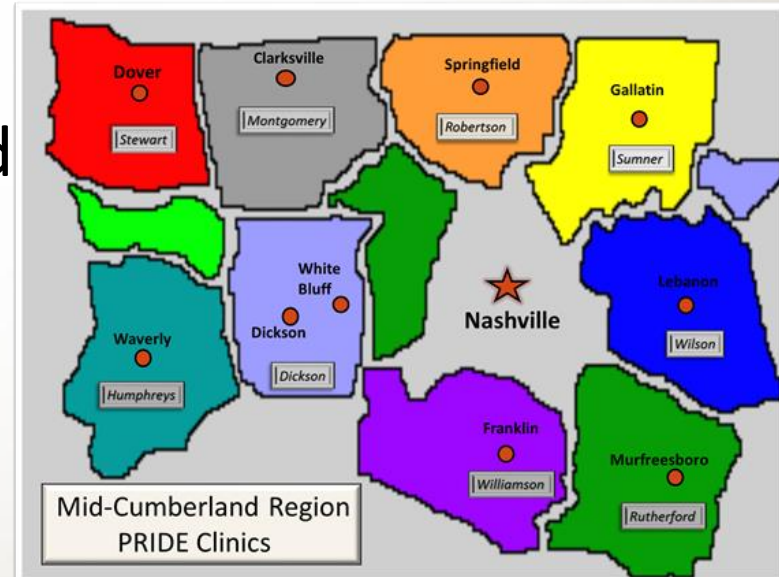 d
Dover
Clarksville
Springfield
Gallatin
Stewart
Montgomery
Robertson
Sumner
White
Bluff
Dickson
Dickson
Nashville
Lebanon
Wilson
Waverly
Humphreys
Franklin
Williamson
Murfreesboro
Rutherford
Mid-Cumberland Region
PRIDE Clinics